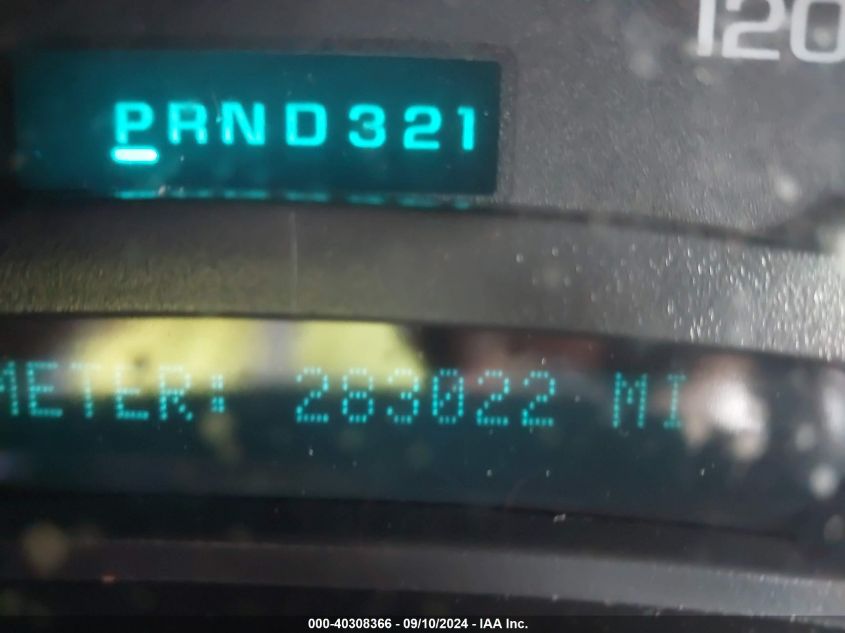 120
PRND321
METER: 283022 MI
000-40308366 - 09/10/2024 - IAA Inc.